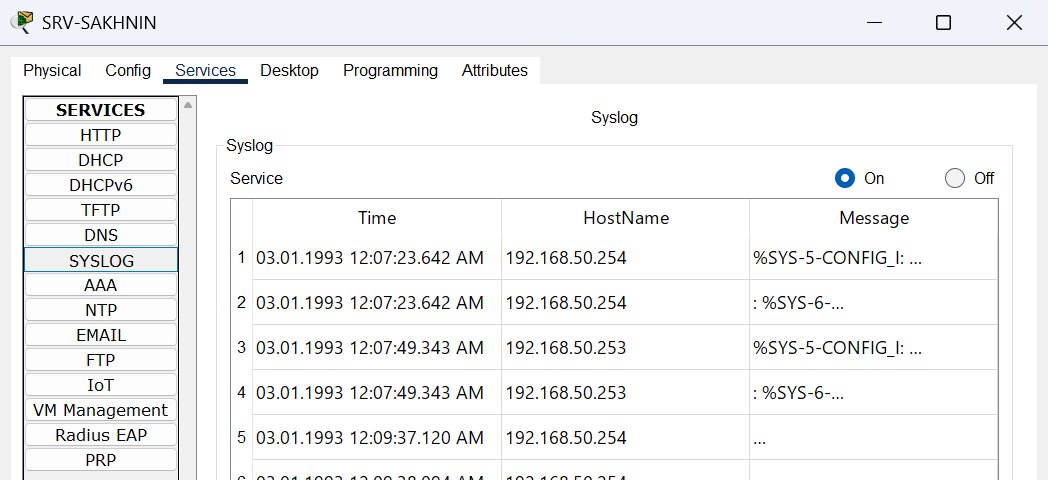 SRV-SAKHNIN
Physical Config Services Desktop Programming Attributes
SERVICES
HTTP
DHCP
DHCPv6
TFTP
DNS
SYSLOG
AAA
NTP
EMAIL
FTP
IoT
VM Management
Radius EAP
PRP
Syslog
Syslog
Service On Off
Time HostName Message
1 03.01.1993 12:07:23.642 AM 192.168.50.254 %SYS-5-CONFIG_I: ...
2 03.01.1993 12:07:23.642 AM 192.168.50.254 : %SYS-6-...
3 03.01.1993 12:07:49.343 AM 192.168.50.253 %SYS-5-CONFIG_I: ...
4 03.01.1993 12:07:49.343 AM 192.168.50.253 : %SYS-6-...
5 03.01.1993 12:09:37.120 AM 192.168.50.254 ...